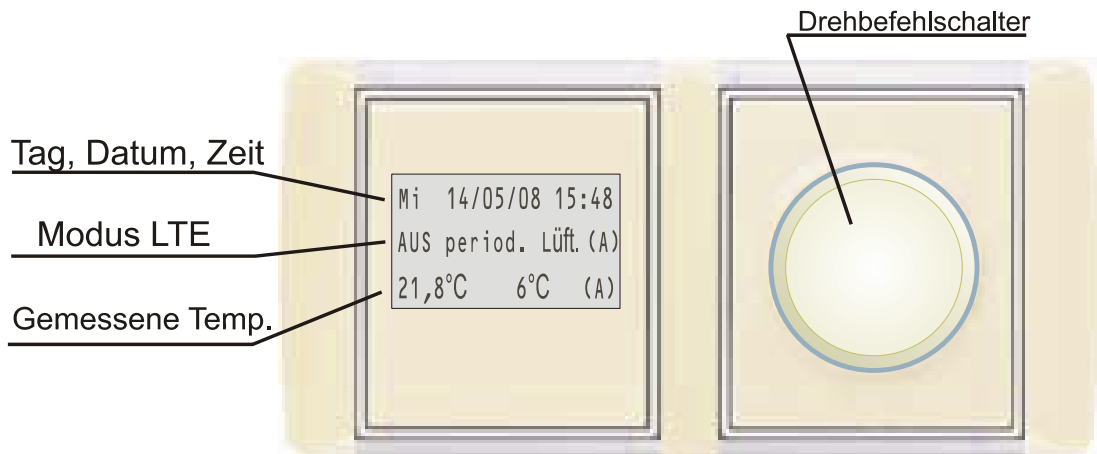 Drehbefehlschalter
Tag, Datum, Zeit
Mi 14/05/08 15:48
Modus LTE
AUS period. Lüft. (A)
21,8°C 6°C (A)
Gemessene Temp.